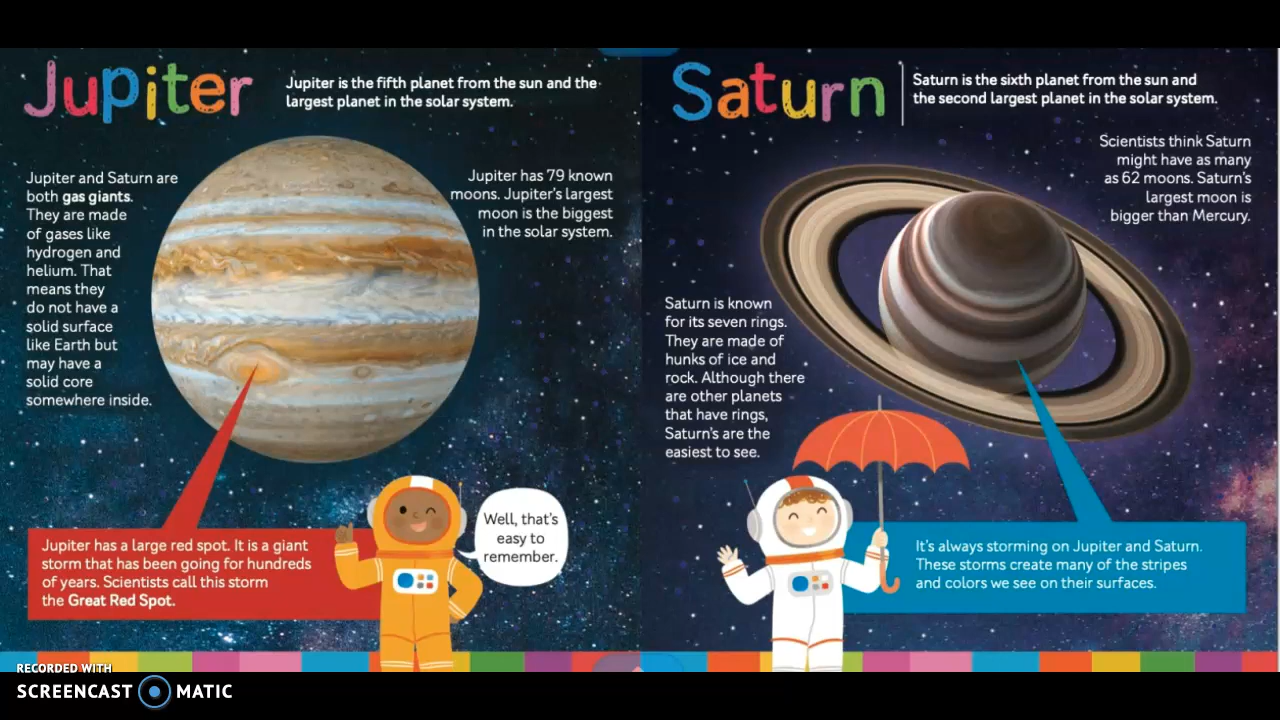 Jupiter
Jupiter is the fifth planet from the sun and the
largest planet in the solar system.
Jupiter and Saturn are
both gas giants.
They are made
of gases like
hydrogen and
helium. That
means they
do not have a
solid surface
like Earth but
may have a
solid core
somewhere inside.
Jupiter has 79 known
moons. Jupiter's largest
moon is the biggest
in the solar system.
Jupiter has a large red spot. It is a giant
storm that has been going for hundreds
of years. Scientists call this storm
the Great Red Spot.
Well, that's
easy to
remember.
Saturn
Saturn is the sixth planet from the sun and
the second largest planet in the solar system.
Scientists think Saturn
might have as many
as 62 moons. Saturn's
largest moon is
bigger than Mercury.
Saturn is known
for its seven rings.
They are made of
hunks of ice and
rock. Although there
are other planets
that have rings,
Saturn's are the
easiest to see.
It's always storming on Jupiter and Saturn.
These storms create many of the stripes
and colors we see on their surfaces.
RECORDED WITH
SCREENCAST MATIC